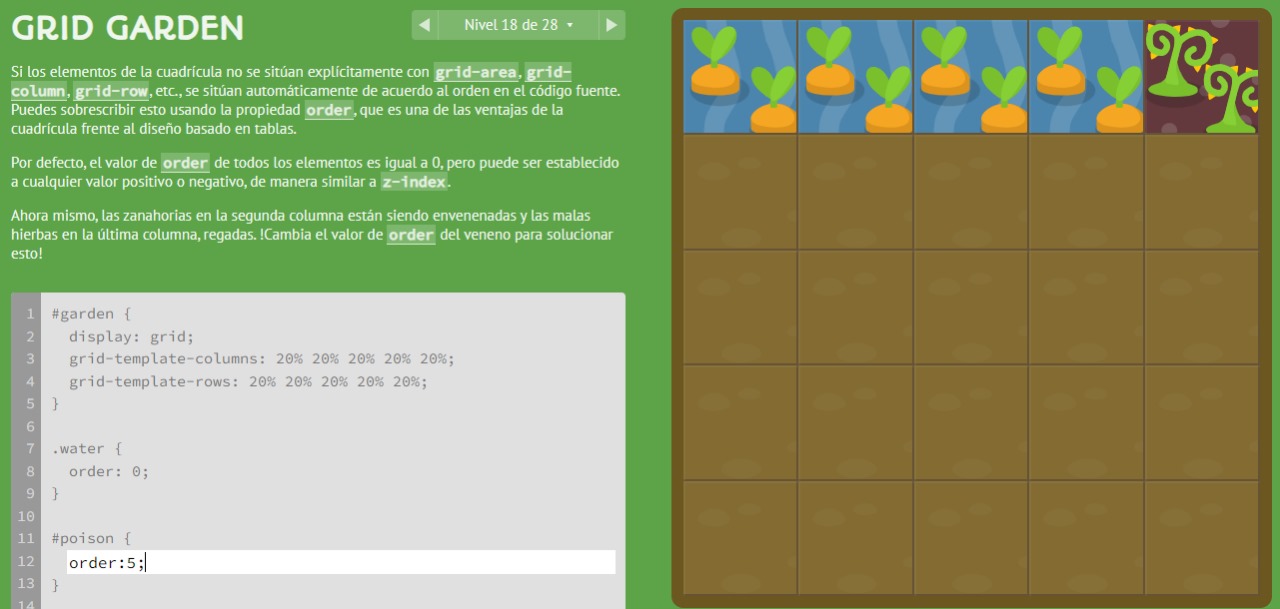 GRID GARDEN
Nivel 18 de 28
Si los elementos de la cuadrícula no se sitúan explícitamente con grid-area, grid-
column, grid-row, etc., se sitúan automáticamente de acuerdo al orden en el código fuente.
Puedes sobrescribir esto usando la propiedad order, que es una de las ventajas de la
cuadrícula frente al diseño basado en tablas.
Por defecto, el valor de order de todos los elementos es igual a 0, pero puede ser establecido
a cualquier valor positivo o negativo, de manera similar a z-index.
Ahora mismo, las zanahorias en la segunda columna están siendo envenenadas y las malas
hierbas en la última columna, regadas. !Cambia el valor de order del veneno para solucionar
esto!
1 #garden {
2 display: grid;
3 grid-template-columns: 20% 20% 20% 20% 20%;
4 grid-template-rows: 20% 20% 20% 20% 20%;
5 }
6
7 .water {
8 order: 0;
9 }
10
11 #poison {
12 order:5;
13 }
14